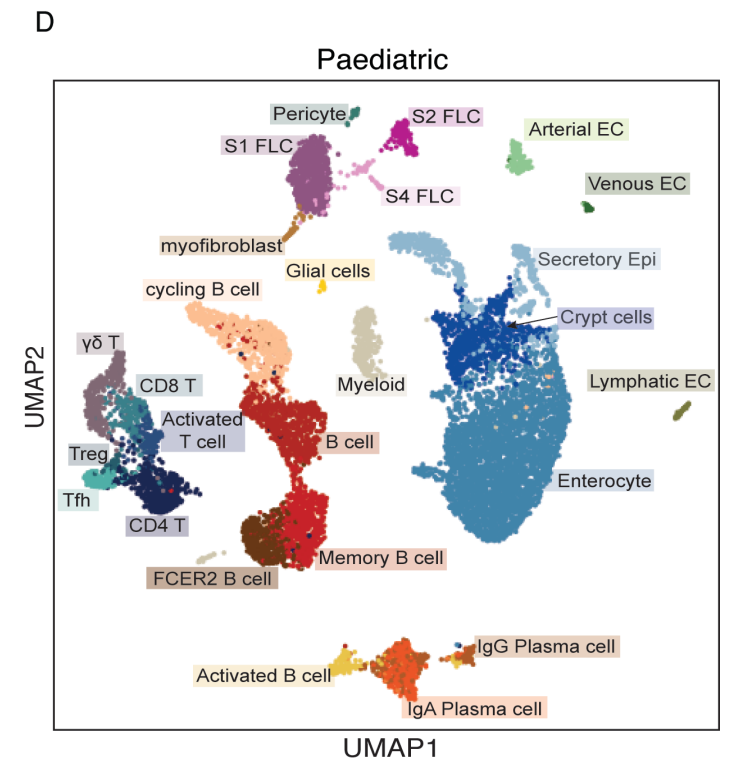 D
Paediatric
Pericyte
S2 FLC
S1 FLC
Arterial EC
S4 FLC
Venous EC
myofibroblast
Glial cells
Secretory Epi
cycling B cell
Crypt cells
γδ T
UMAP2
CD8 T
Myeloid
Lymphatic EC
Activated
T cell
B cell
Treg
Enterocyte
Tfh
CD4 T
Memory B cell
FCER2 B cell
IgG Plasma cell
Activated B cell
IgA Plasma cell
UMAP1